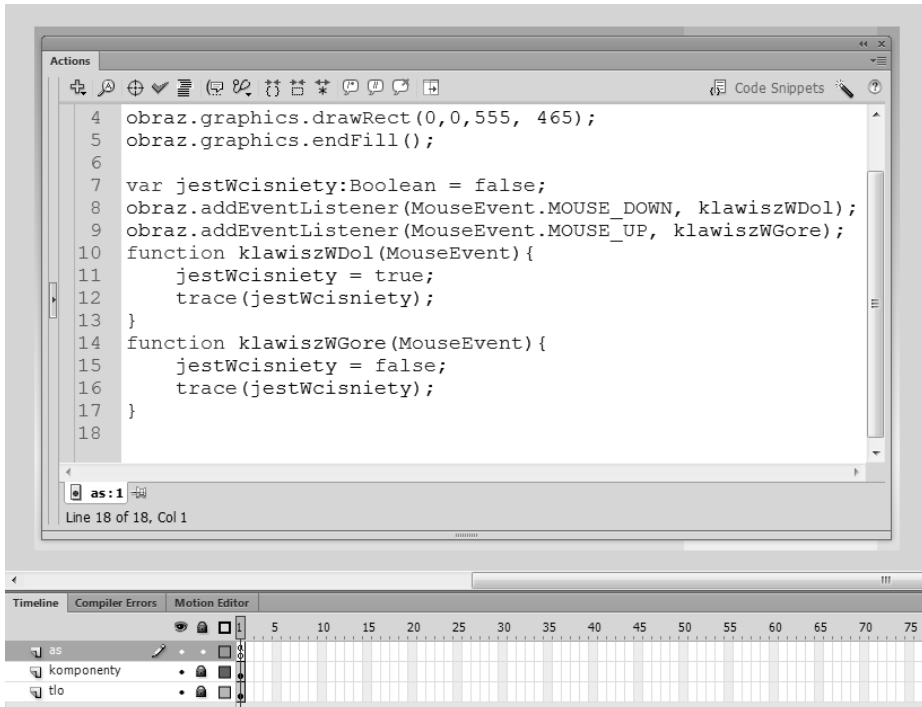 Actions
Code Snippets
4 obraz.graphics.drawRect(0,0,555, 465);
5 obraz.graphics.endFill();
6
7 var jestWcisniety:Boolean = false;
8 obraz.addEventListener(MouseEvent.MOUSE_DOWN, klawiszWDol);
9 obraz.addEventListener(MouseEvent.MOUSE_UP, klawiszWGore);
10 function klawiszWDol(MouseEvent){
11 jestWcisniety = true;
12 trace(jestWcisniety);
13 }
14 function klawiszWGore(MouseEvent){
15 jestWcisniety = false;
16 trace(jestWcisniety);
17 }
18
as:1
Line 18 of 18, Col 1
Timeline Compiler Errors Motion Editor
1 5 10 15 20 25 30 35 40 45 50 55 60 65 70 75
as
komponenty
tlo